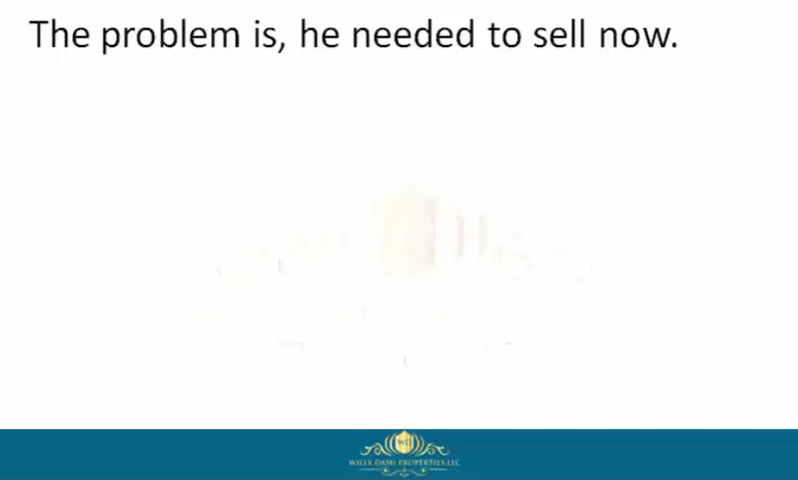 The problem is, he needed to sell now.
WILLY DASH PROPERTIES LLC